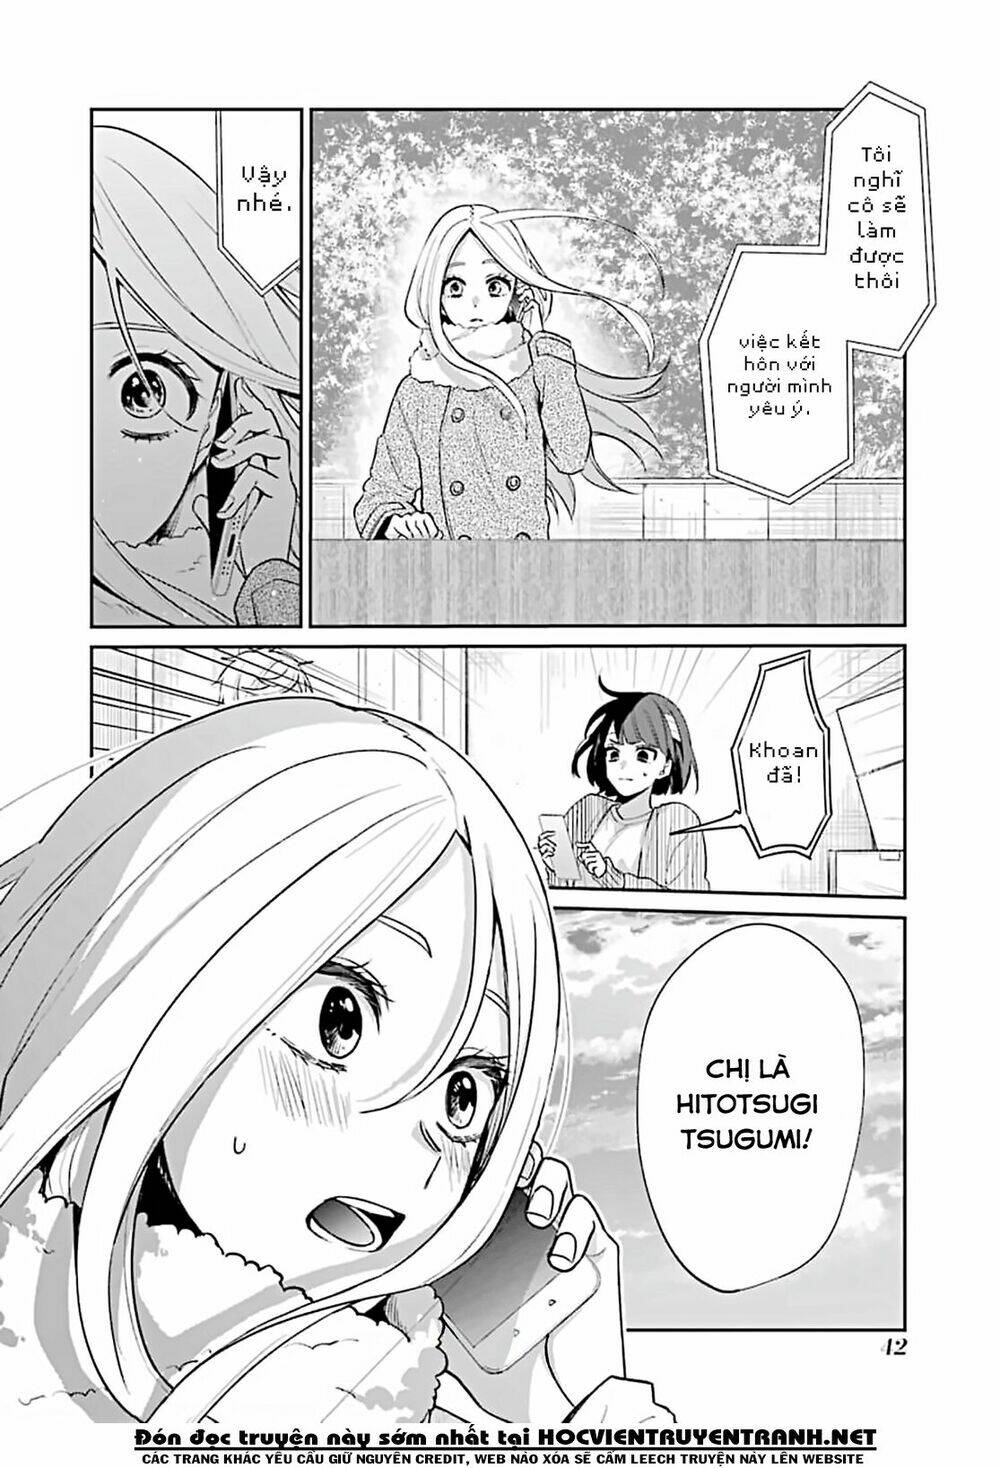 Tôi
nghĩ
cô sẽ
làm
được
thôi
việc kết
hôn với
người mình
yêu ý.
Vậy
nhé.
Khoan
đã!
CHỊ LÀ
HITOTSUGI
TSUGUMI!
42
Đón đọc truyện này sớm nhất tại HOCVIENTRUYENTRANH.NET
CÁC TRANG KHÁC YÊU CẦU GIỮ NGUYÊN CREDIT, WEB NÀO XÓA SẼ CẤM LEECH TRUYỆN NÀY LÊN WEBSITE